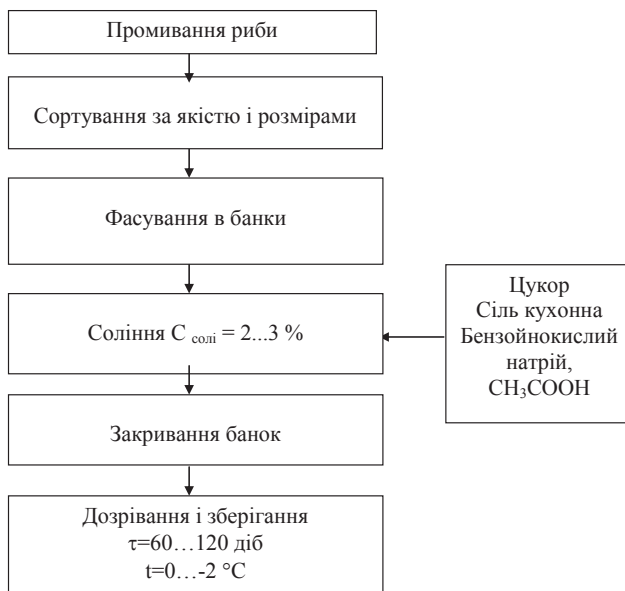 Промивання риби
Сортування за якістю і розмірами
Фасування в банки
Соління С солі = 2...3 %
Цукор
Сіль кухонна
Бензойнокислий
натрій,
CH₃COOH
Закривання банок
Дозрівання і зберігання
τ=60…120 діб
t=0…-2 °C